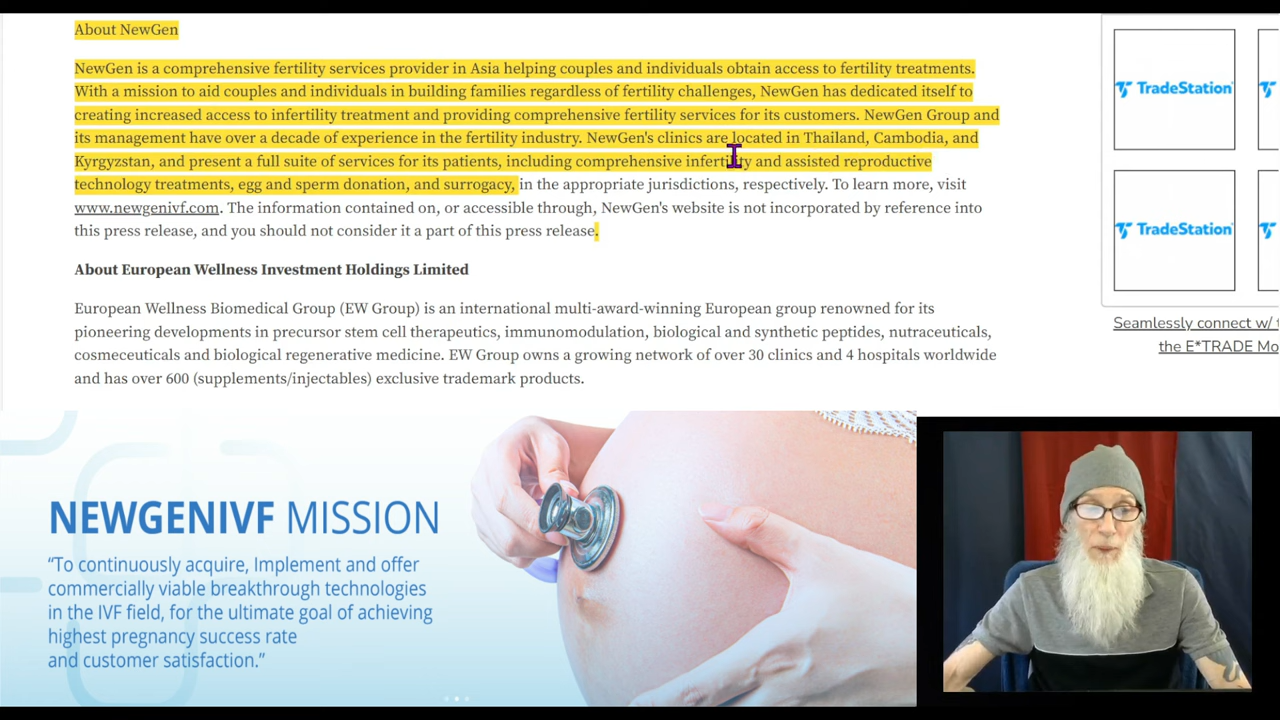 About NewGen
NewGen is a comprehensive fertility services provider in Asia helping couples and individuals obtain access to fertility treatments.
With a mission to aid couples and individuals in building families regardless of fertility challenges, NewGen has dedicated itself to
creating increased access to infertility treatment and providing comprehensive fertility services for its customers. NewGen Group and
its management have over a decade of experience in the fertility industry. NewGen's clinics are located in Thailand, Cambodia, and
Kyrgyzstan, and present a full suite of services for its patients, including comprehensive infertility and assisted reproductive
technology treatments, egg and sperm donation, and surrogacy, in the appropriate jurisdictions, respectively. To learn more, visit
www.newgenivf.com. The information contained on, or accessible through, NewGen's website is not incorporated by reference into
this press release, and you should not consider it a part of this press release.
About European Wellness Investment Holdings Limited
European Wellness Biomedical Group (EW Group) is an international multi-award-winning European group renowned for its
pioneering developments in precursor stem cell therapeutics, immunomodulation, biological and synthetic peptides, nutraceuticals,
cosmeceuticals and biological regenerative medicine. EW Group owns a growing network of over 30 clinics and 4 hospitals worldwide
and has over 600 (supplements/injectables) exclusive trademark products.
TradeStation
TradeStation
Seamlessly connect w/
the E*TRADE Mo
NEWGENIVF MISSION
“To continuously acquire, Implement and offer
commercially viable breakthrough technologies
in the IVF field, for the ultimate goal of achieving
highest pregnancy success rate
and customer satisfaction.”